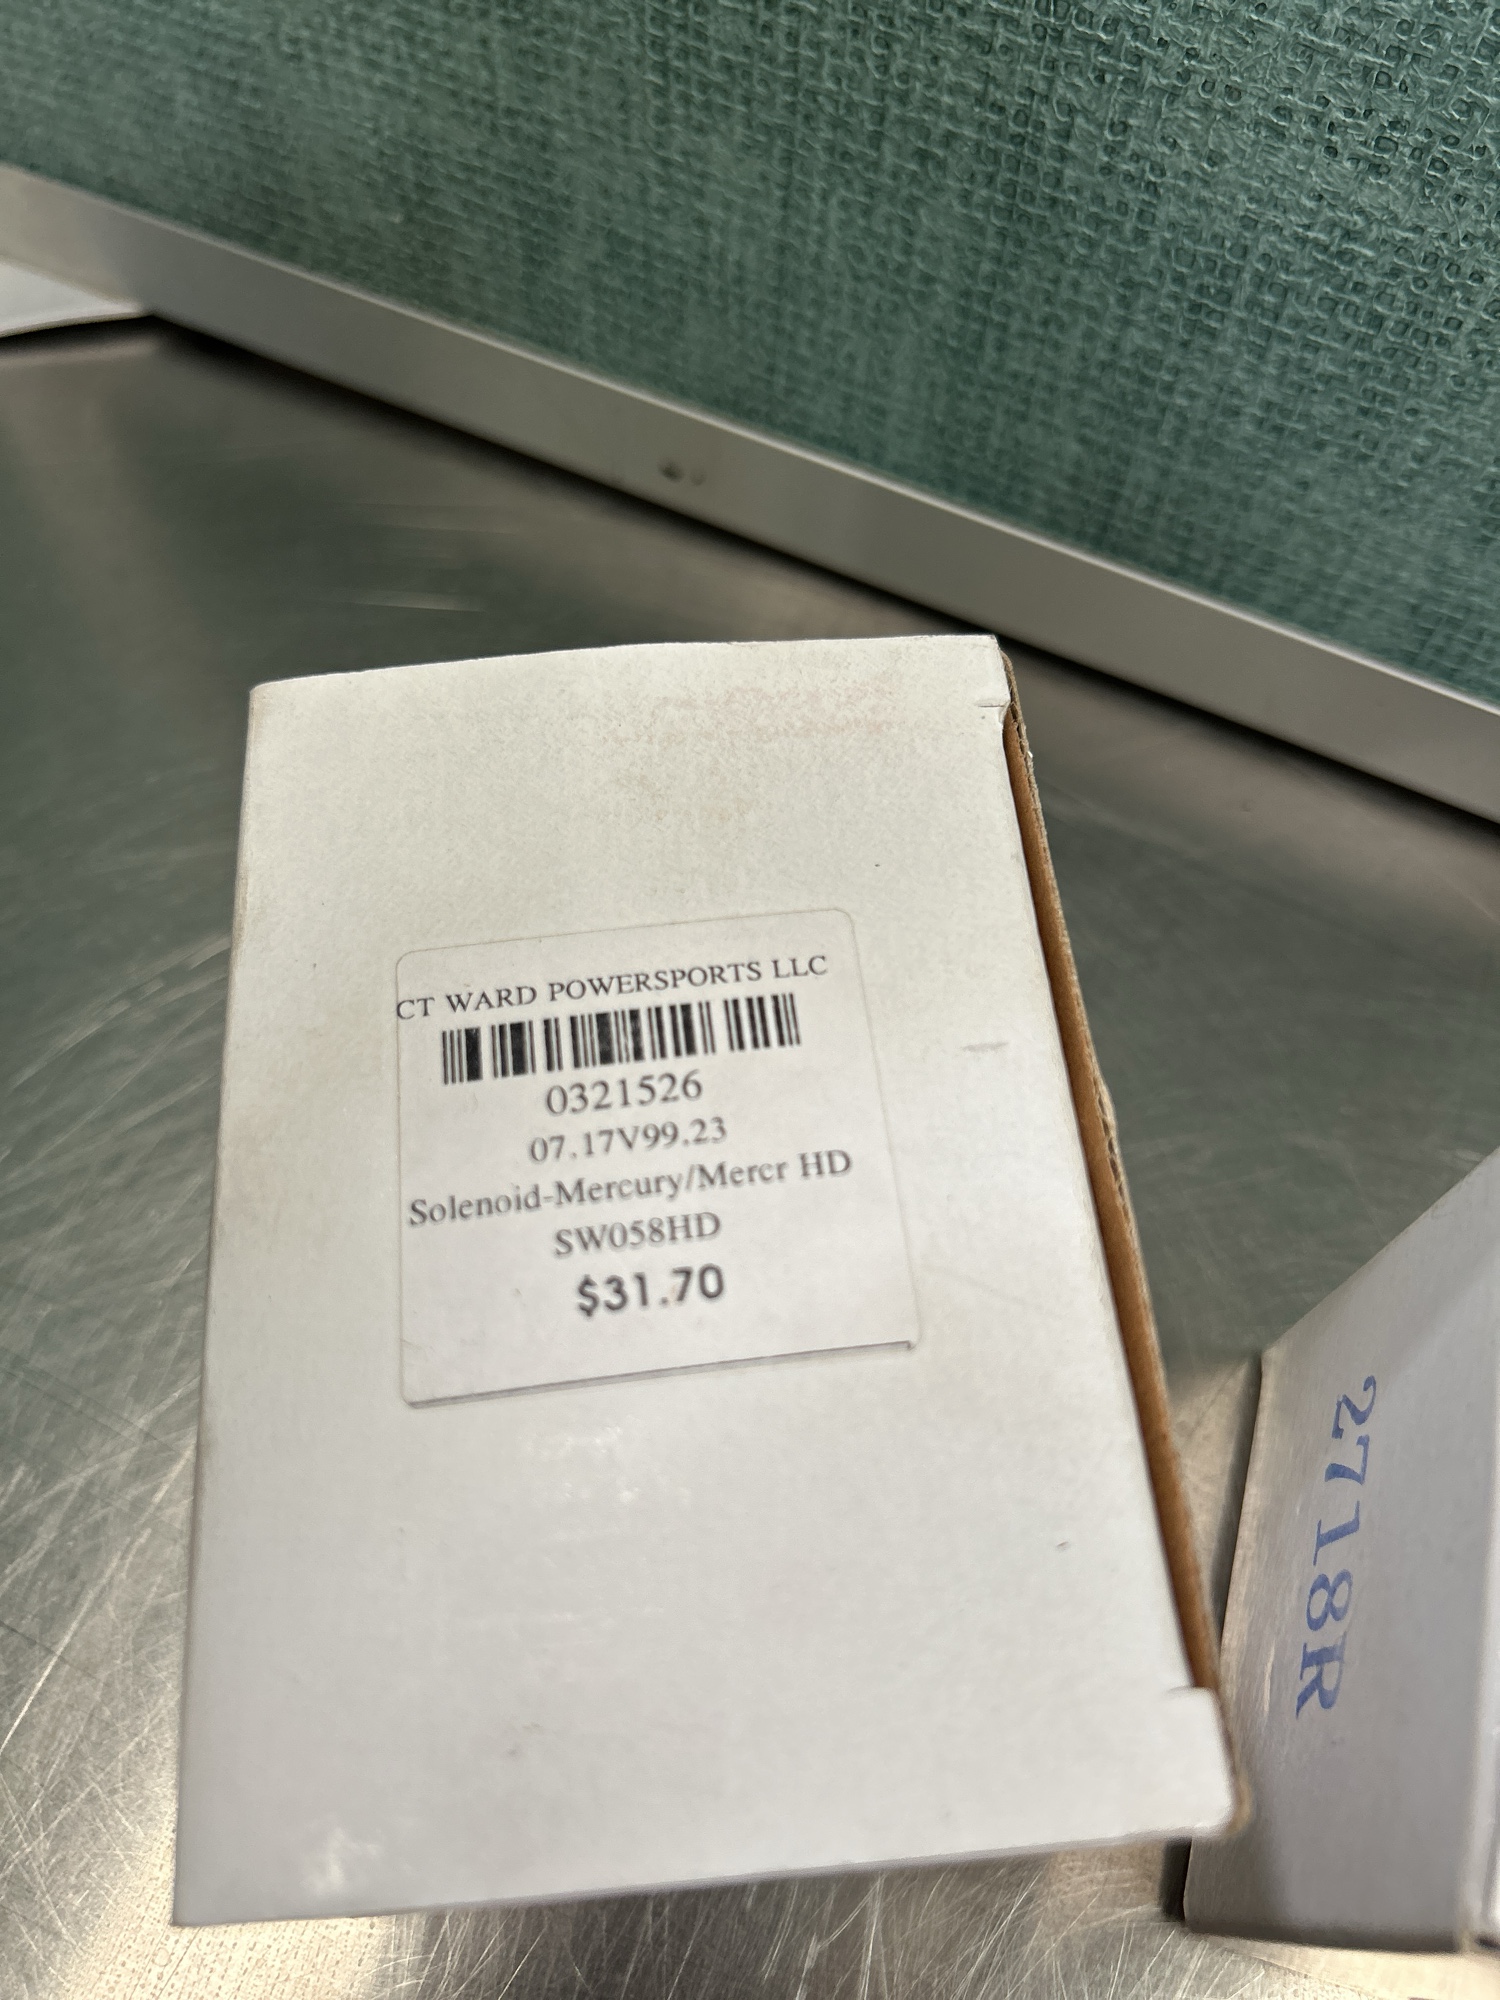 CT WARD POWERSPORTS LLC
0321526
07.17V99.23
Solenoid-Mercury/Mercr HD
SW058HD
$31.70
2718R